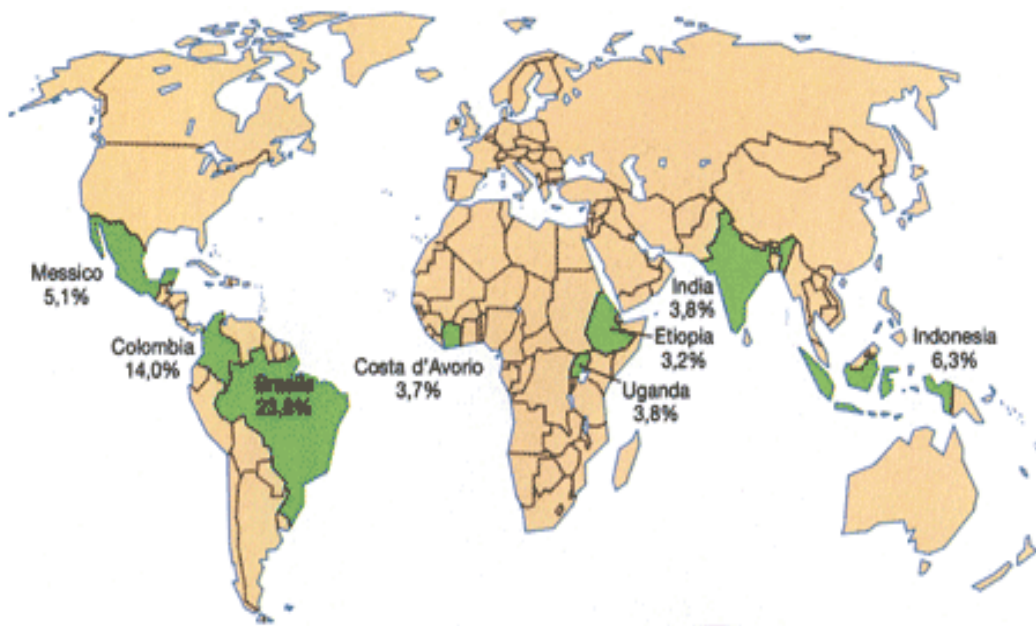 Messico
5,1%
Colombia
14,0%
Brasile
Costa d'Avorio
3,7%
India
3,8%
Etiopia
3,2%
Uganda
3,8%
Indonesia
6,3%